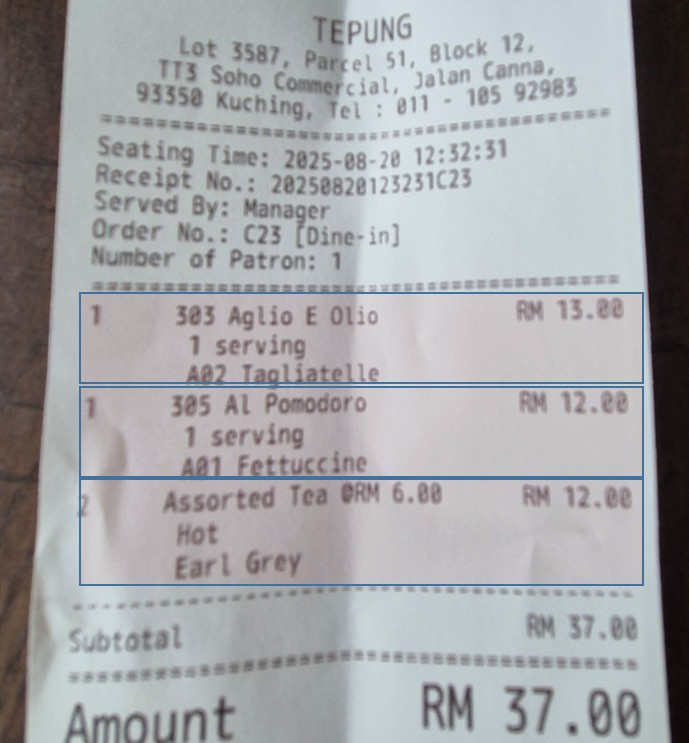 TEPUNG
Lot 3587, Parcel 51, Block 12,
TT3 Soho Commercial, Jalan Canna,
93350 Kuching, Tel : 011 - 105 92983
Seating Time: 2025-08-20 12:32:31
Receipt No.: 20250820123231C23
Served By: Manager
Order No.: C23 [Dine-in]
Number of Patron: 1
1 303 Aglio E Olio RM 13.00
1 serving
A02 Tagliatelle
1 305 Al Pomodoro RM 12.00
1 serving
A01 Fettuccine
2 Assorted Tea @RM 6.00 RM 12.00
Hot
Earl Grey
Subtotal RM 37.00
Amount RM 37.00